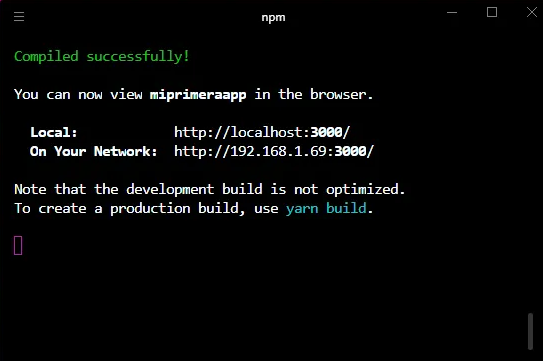 npm
Compiled successfully!
You can now view miprimeraapp in the browser.
Local: http://localhost:3000/
On Your Network: http://192.168.1.69:3000/
Note that the development build is not optimized.
To create a production build, use yarn build.